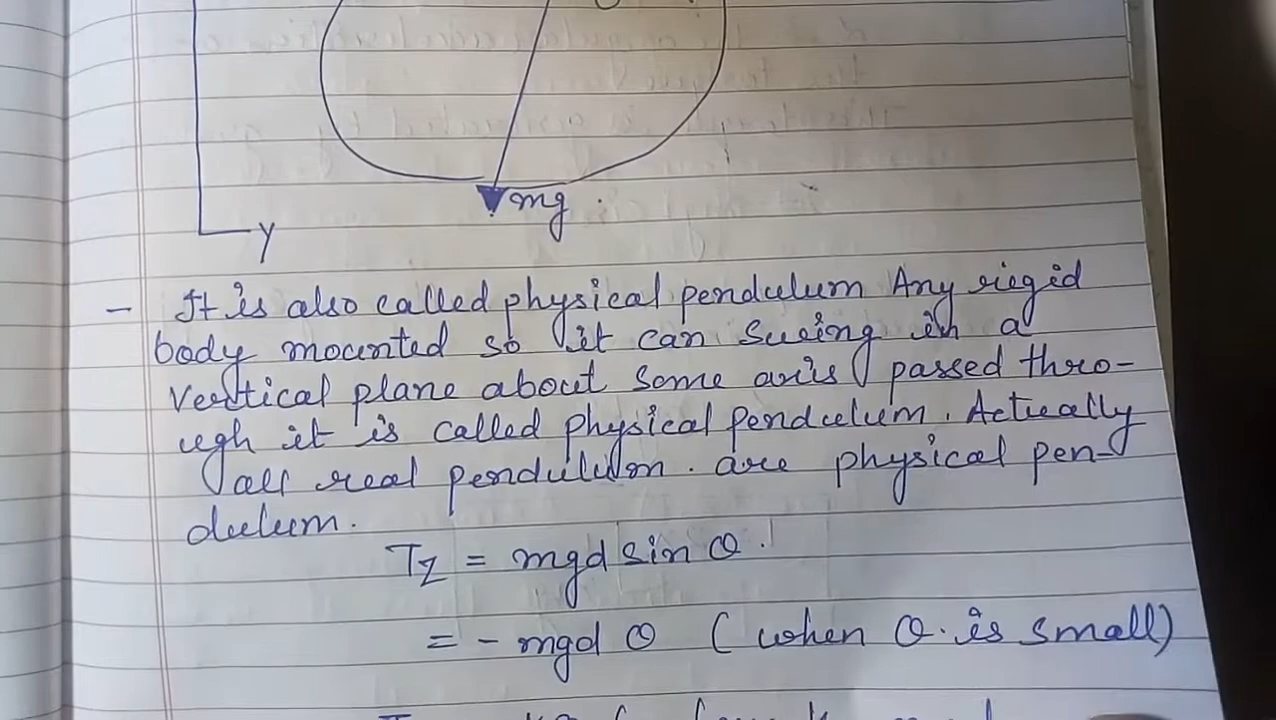 mg
Y
- It is also called physical pendulum Any riegid
body mounted so it can Swing in a
Vertical plane about Some axis passed thro-
ugh it is called Physical Pendulum. Actually
all real pendulum. are physical pen-
dulum.
Tz = mgd sin θ.
= - mgd θ (when θ. is small)